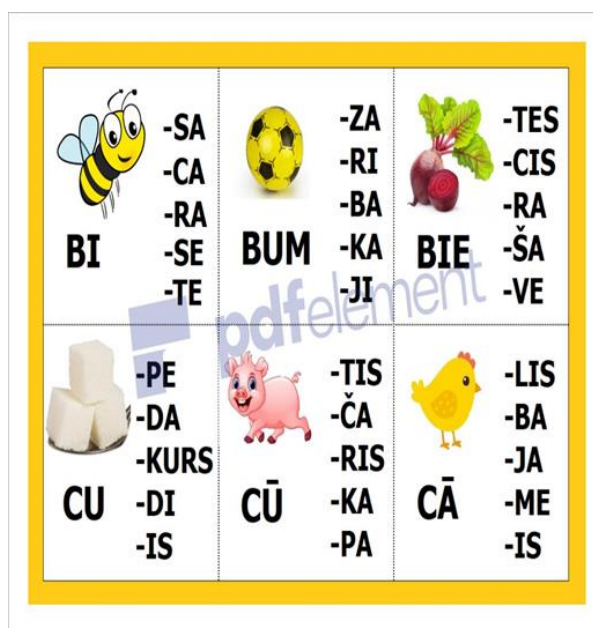 BI
-SA
-CA
-RA
-SE
-TE
BUM
-ZA
-RI
-BA
-KA
-JI
BIE
-TES
-CIS
-RA
-ŠA
-VE
pdfelement
CU
-PE
-DA
-KURS
-DI
-IS
CŪ
-TIS
-ČA
-RIS
-KA
-PA
CĀ
-LIS
-BA
-JA
-ME
-IS